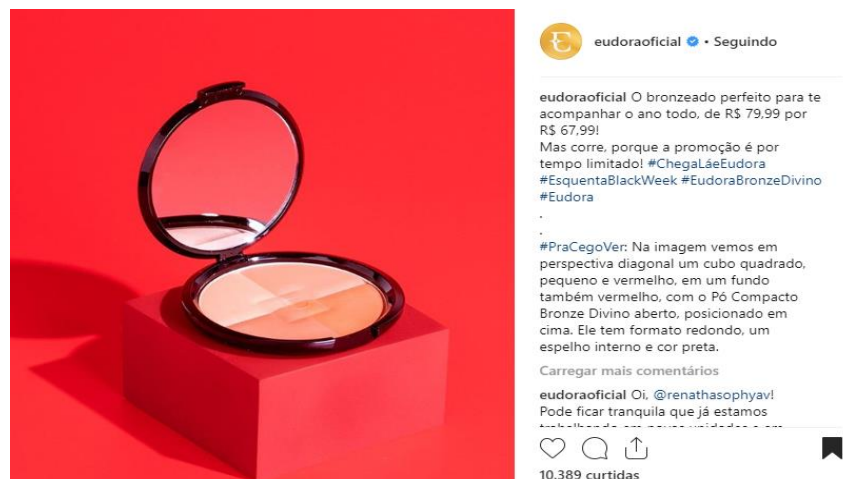 eudoraoficial • Seguindo
eudoraoficial O bronzeado perfeito para te
acompanhar o ano todo, de R$ 79,99 por
R$ 67,99!
Mas corre, porque a promoção é por
tempo limitado! #ChegaLáeEudora
#EsquentaBlackWeek #EudoraBronzeDivino
#Eudora
.
.
#PraCegoVer: Na imagem vemos em
perspectiva diagonal um cubo quadrado,
pequeno e vermelho, em um fundo
também vermelho, com o Pó Compacto
Bronze Divino aberto, posicionado em
cima. Ele tem formato redondo, um
espelho interno e cor preta.
Carregar mais comentários
eudoraoficial Oi, @renathasophyav!
Pode ficar tranquila que já estamos
10.389 curtidas